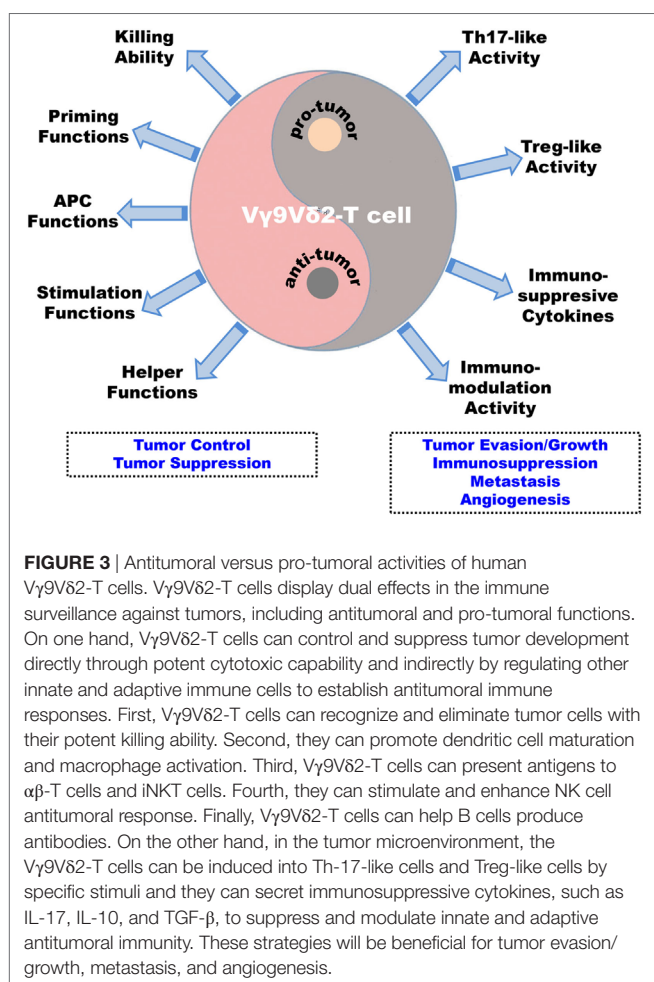 Killing
Ability
Th17-like
Activity
Priming
Functions
pro-tumor
Treg-like
Activity
APC
Functions
Vγ9Vδ2-T cell
anti-tumor
Stimulation
Functions
Immuno-
suppresive
Cytokines
Helper
Functions
Immuno-
modulation
Activity
Tumor Control
Tumor Suppression
Tumor Evasion/Growth
Immunosuppression
Metastasis
Angiogenesis
FIGURE 3 | Antitumoral versus pro-tumoral activities of human
Vγ9Vδ2-T cells. Vγ9Vδ2-T cells display dual effects in the immune
surveillance against tumors, including antitumoral and pro-tumoral functions.
On one hand, Vγ9Vδ2-T cells can control and suppress tumor development
directly through potent cytotoxic capability and indirectly by regulating other
innate and adaptive immune cells to establish antitumoral immune
responses. First, Vγ9Vδ2-T cells can recognize and eliminate tumor cells with
their potent killing ability. Second, they can promote dendritic cell maturation
and macrophage activation. Third, Vγ9Vδ2-T cells can present antigens to
αβ-T cells and iNKT cells. Fourth, they can stimulate and enhance NK cell
antitumoral response. Finally, Vγ9Vδ2-T cells can help B cells produce
antibodies. On the other hand, in the tumor microenvironment, the
Vγ9Vδ2-T cells can be induced into Th-17-like cells and Treg-like cells by
specific stimuli and they can secret immunosuppressive cytokines, such as
IL-17, IL-10, and TGF-β, to suppress and modulate innate and adaptive
antitumoral immunity. These strategies will be beneficial for tumor evasion/
growth, metastasis, and angiogenesis.